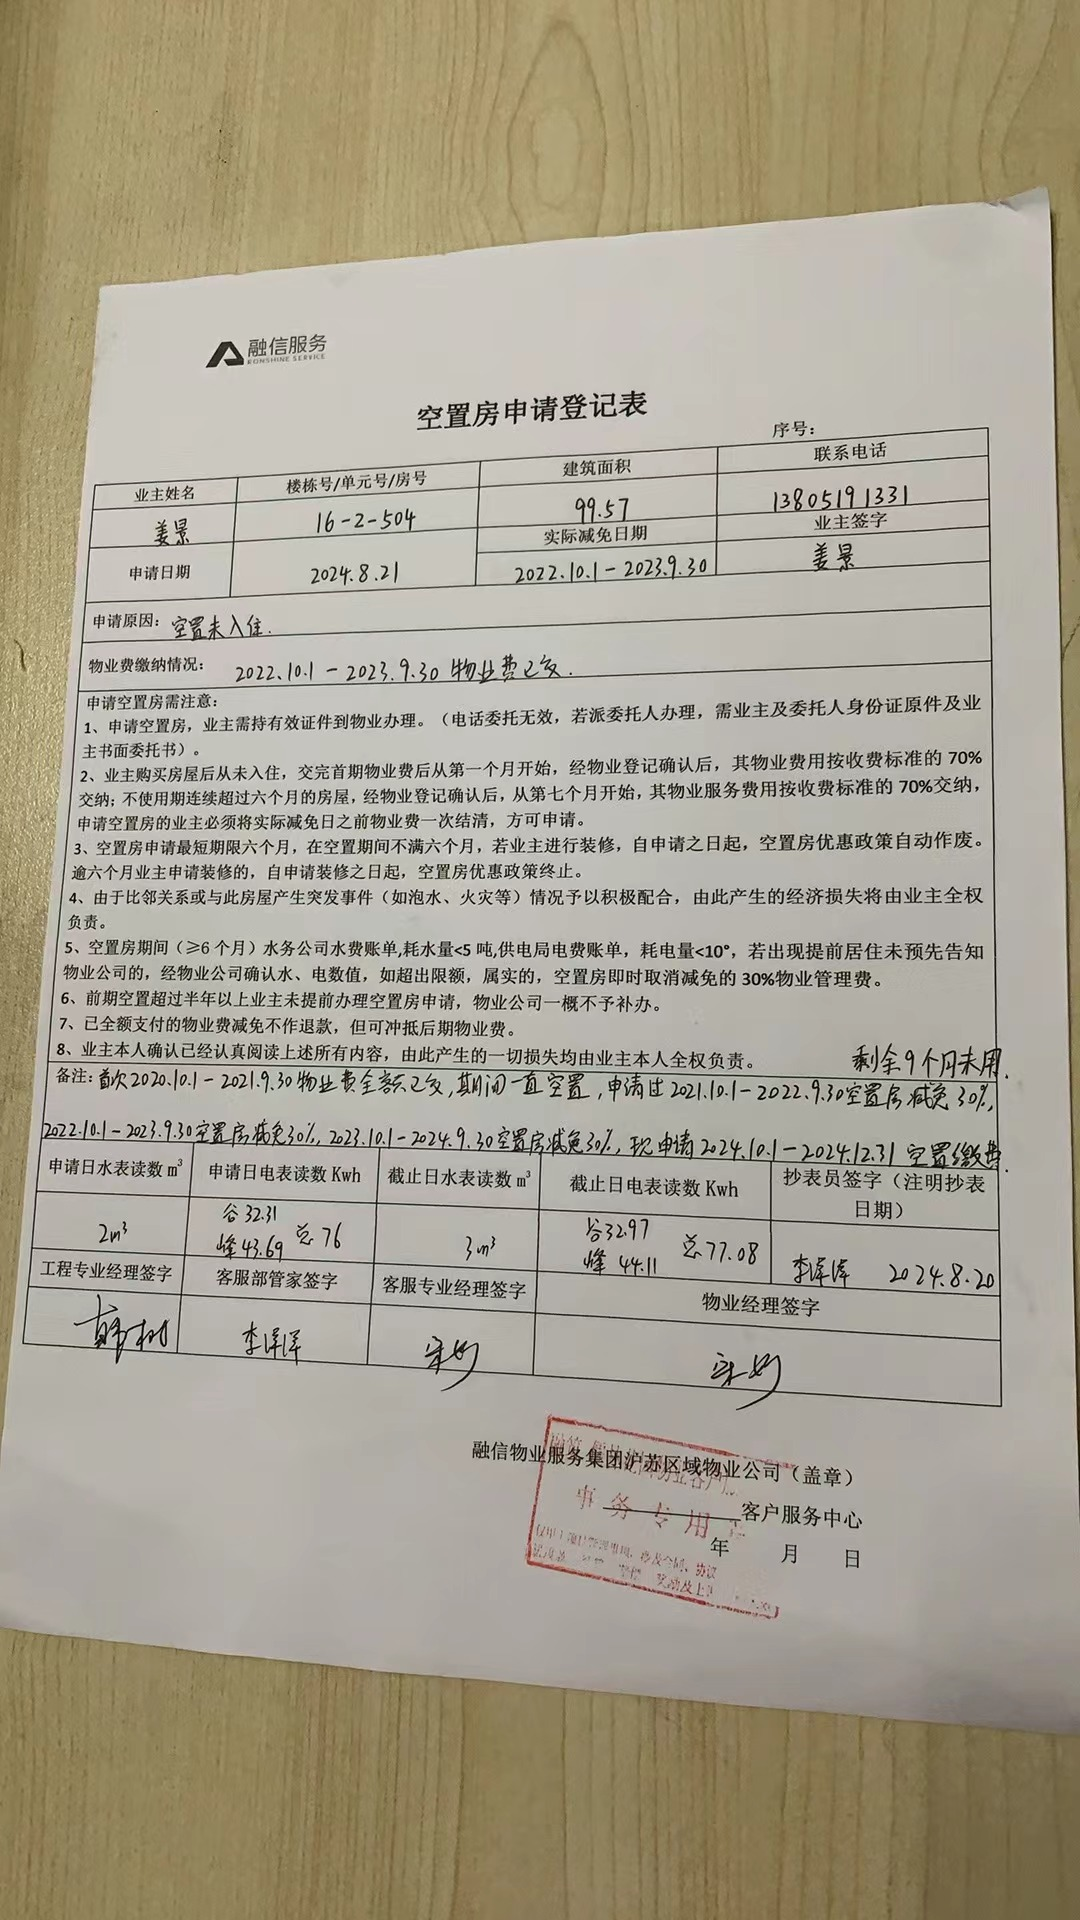 融信服务
RONSHINE SERVICE
空置房申请登记表
序号：
业主姓名 楼栋号/单元号/房号 建筑面积 联系电话
姜景 16-2-504 99.57 13805191331
申请日期 2024.8.21 实际减免日期 业主签字
2022.10.1-2023.9.30 姜景
申请原因：空置未入住.
物业费缴纳情况： 2022.10.1-2023.9.30物业费已交.
申请空置房需注意：
1、申请空置房，业主需持有效证件到物业办理。（电话委托无效，若派委托人办理，需业主及委托人身份证原件及业
主书面委托书）。
2、业主购买房屋后从未入住，交完首期物业费后从第一个月开始，经物业登记确认后，其物业费用按收费标准的 70%
交纳；不使用期连续超过六个月的房屋，经物业登记确认后，从第七个月开始，其物业服务费用按收费标准的 70%交纳，
申请空置房的业主必须将实际减免日之前物业费一次结清，方可申请。
3、空置房申请最短期限六个月，在空置期间不满六个月，若业主进行装修，自申请之日起，空置房优惠政策自动作废。
逾六个月业主申请装修的，自申请装修之日起，空置房优惠政策终止。
4、由于比邻关系或与此房屋产生突发事件（如泡水、火灾等）情况予以积极配合，由此产生的经济损失将由业主全权
负责。
5、空置房期间（≥6 个月）水务公司水费账单,耗水量<5 吨,供电局电费账单，耗电量<10°，若出现提前居住未预先告知
物业公司的，经物业公司确认水、电数值，如超出限额，属实的，空置房即时取消减免的 30%物业管理费。
6、前期空置超过半年以上业主未提前办理空置房申请，物业公司一概不予补办。
7、已全额支付的物业费减免不作退款，但可冲抵后期物业费。
8、业主本人确认已经认真阅读上述所有内容，由此产生的一切损失均由业主本人全权负责。 剩余9个月未用.
备注：首次2020.10.1-2021.9.30物业费全额已交,期间一直空置,申请过2021.10.1-2022.9.30空置房减免30%,
2022.10.1-2023.9.30空置房减免30%,2023.10.1-2024.9.30空置房减免30%,现申请2024.10.1-2024.12.31空置缴费.
申请日水表读数 m³ 申请日电表读数 Kwh 截止日水表读数 m³ 截止日电表读数 Kwh 抄表员签字（注明抄表
日期）
2m³ 谷32.31 峰43.69 总76 3m³ 谷32.97 峰44.11 总77.08 李泽泽 2024.8.20
工程专业经理签字 客服部管家签字 客服专业经理签字 物业经理签字
李泽泽
融信物业服务集团沪苏区域物业公司（盖章）
事务专用
客户服务中心
年 月 日